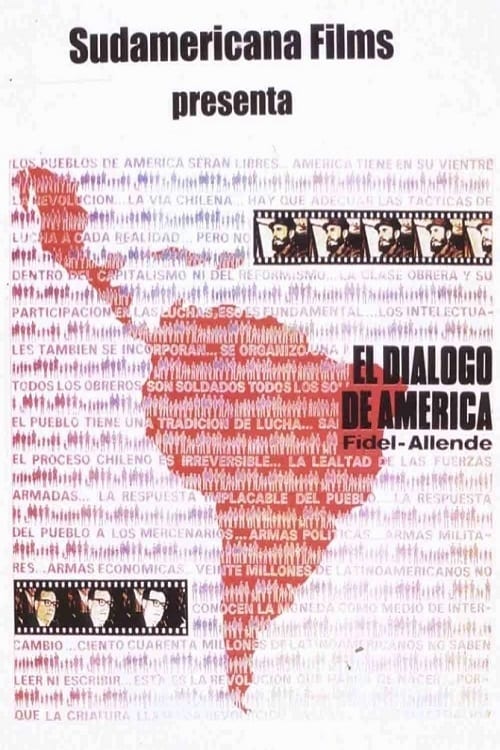 Sudamericana Films
presenta
LOS PUEBLOS DE AMERICA SERAN LIBRES... AMERICA TIENE EN SU VIENTRE
LA REVOLUCION... LA VIA CHILENA ... HAY QUE ADECUAR LAS TACTICAS DE
LUCHA A CADA REALIDAD... PERO NO
DENTRO DEL CAPITALISMO NI DEL REFORMISMO... LA CLASE OBRERA Y SU
PARTICIPACION EN LAS LUCHAS, ESO ES FUNDAMENTAL... LOS INTELECTUA-
LES TAMBIEN SE INCORPORAN... SE ORGANIZO UNA
EL DIALOGO
TODOS LOS OBREROS SON SOLDADOS TODOS LOS
DE AMERICA
EL PUEBLO TIENE UNA TRADICION DE LUCHA...
Fidel-Allende
EL PROCESO CHILENO ES IRREVERSIBLE... LA LEALTAD DE LAS FUERZAS
ARMADAS... LA RESPUESTA IMPLACABLE DEL PUEBLO... LA RESPUESTA
DEL PUEBLO A LOS MERCENARIOS... ARMAS POLITICAS... ARMAS MILITA-
RES... ARMAS ECONOMICAS... VEINTE MILLONES DE LATINOAMERICANOS NO
CONOCEN LA MONEDA COMO MEDIO DE INTER-
CAMBIO ...CIENTO CUARENTA MILLONES DE LATINOAMERICANOS NO SABEN
LEER NI ESCRIBIR... ESTA ES LA REVOLUCION QUE HABRA DE NACER... POR-
QUE LA CRIATURA LLAMADA REVOLUCION